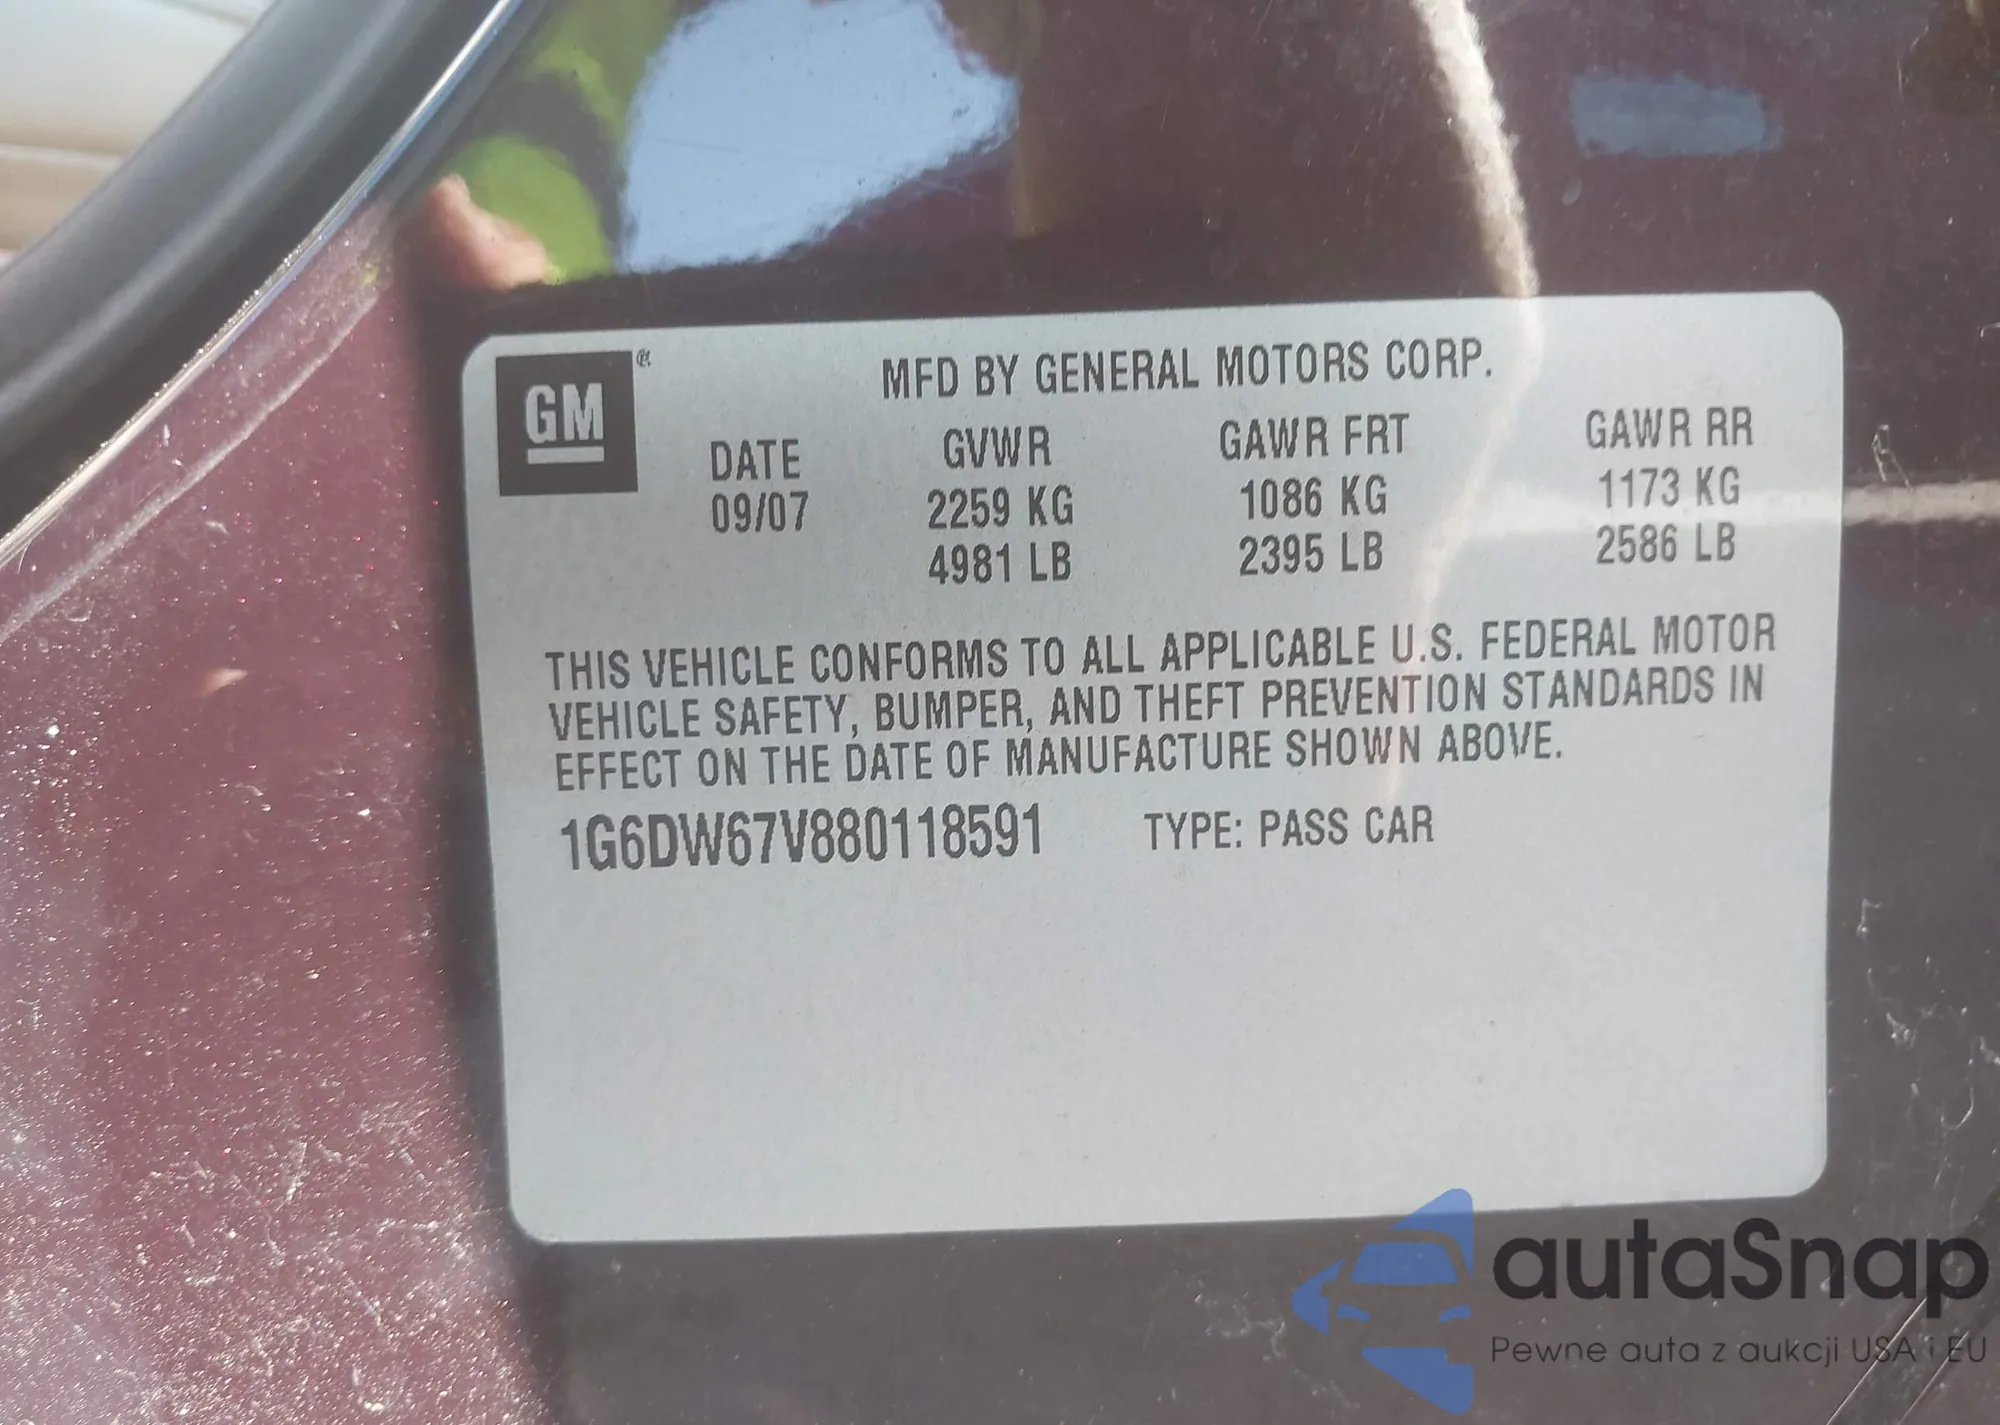 GM ®
MFD BY GENERAL MOTORS CORP.
DATE GVWR GAWR FRT GAWR RR
09/07 2259 KG 1086 KG 1173 KG
4981 LB 2395 LB 2586 LB
THIS VEHICLE CONFORMS TO ALL APPLICABLE U.S. FEDERAL MOTOR
VEHICLE SAFETY, BUMPER, AND THEFT PREVENTION STANDARDS IN
EFFECT ON THE DATE OF MANUFACTURE SHOWN ABOVE.
1G6DW67V880118591 TYPE: PASS CAR
autaSnap
Pewne auta z aukcji USA i EU